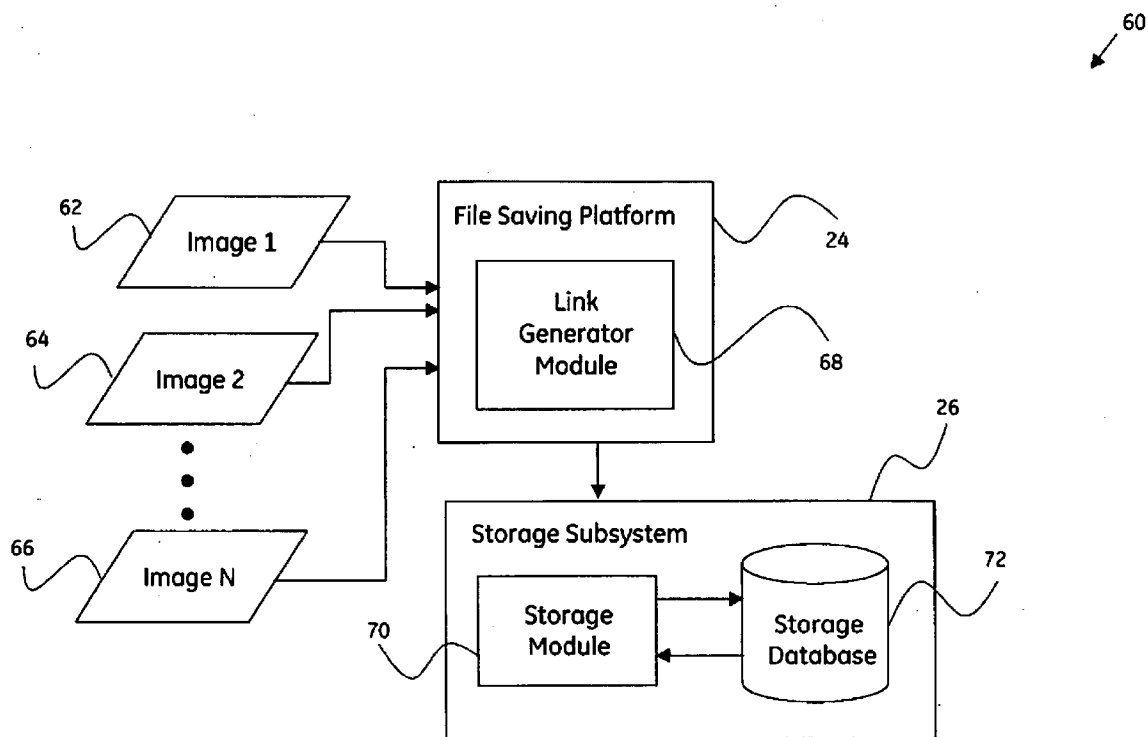 60
62
Image 1
File Saving Platform
24
Link
Generator
Module
68
64
Image 2
26
66
Image N
Storage Subsystem
72
70
Storage
Module
Storage
Database